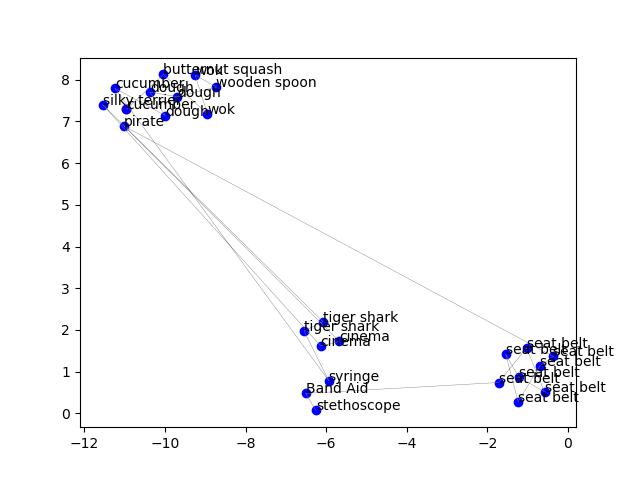 butternut squash
wok
cucumber
wooden spoon
dough
dough
silky terrier
cucumber
dough
wok
pirate
tiger shark
tiger shark
cinema
cinema
seat belt
seat belt
seat belt
seat belt
seat belt
seat belt
seat belt
seat belt
syringe
Band Aid
stethoscope
8
7
6
5
4
3
2
1
0
−12 −10 −8 −6 −4 −2 0